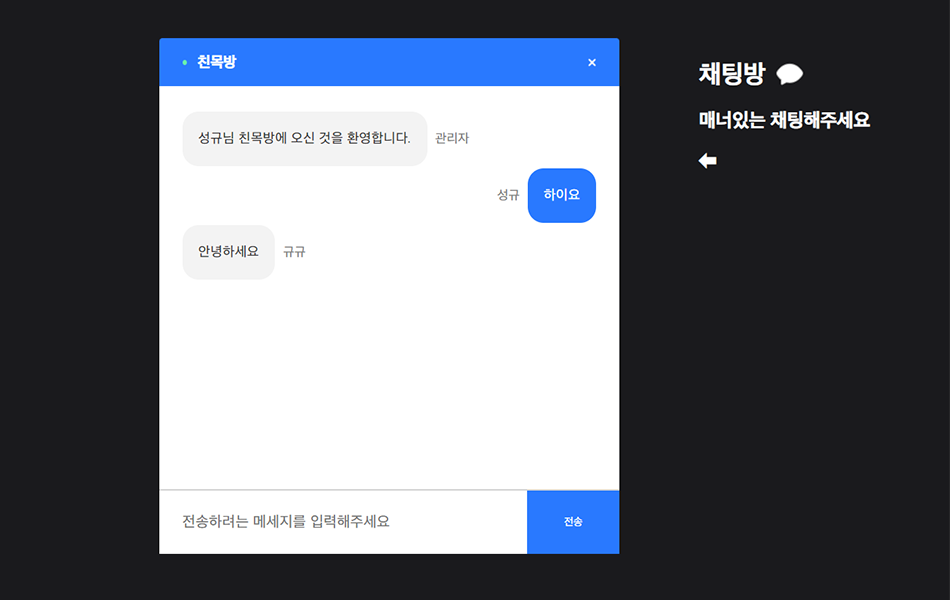 친목방
성규님 친목방에 오신 것을 환영합니다. 관리자
성규 하이요
안녕하세요 규규
전송하려는 메세지를 입력해주세요
전송
채팅방
매너있는 채팅해주세요